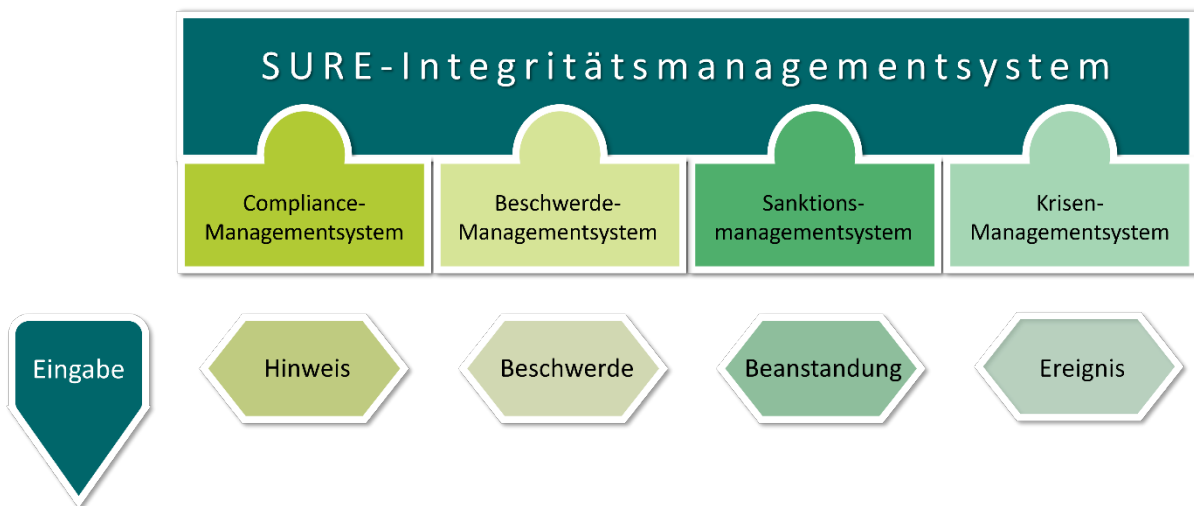 SURE-Integritätsmanagementsystem
Compliance-
Managementsystem
Beschwerde-
Managementsystem
Sanktions-
managementsystem
Krisen-
Managementsystem
Eingabe
Hinweis
Beschwerde
Beanstandung
Ereignis